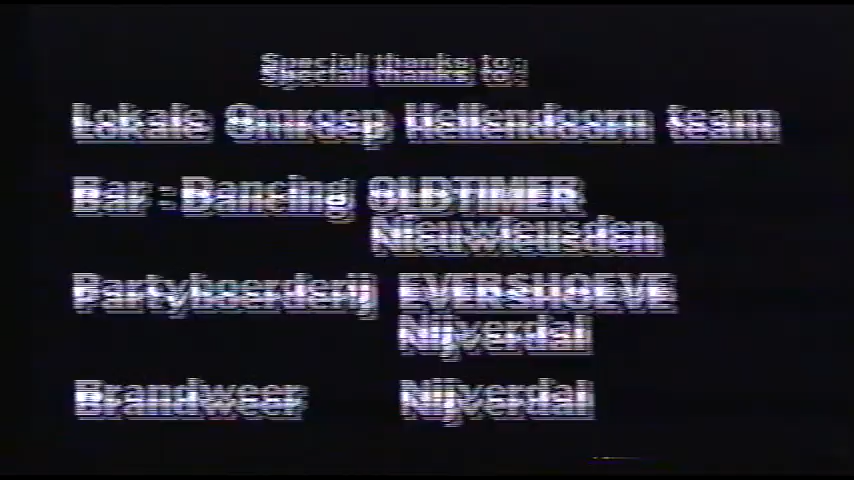 Special thanks to:
Lokale Omroep Hellendoorn team
Bar: Dancing OLDTIMER
Nieuwleusden
Partyboerderij EVERSHOEVE
Nijverdal
Brandweer Nijverdal